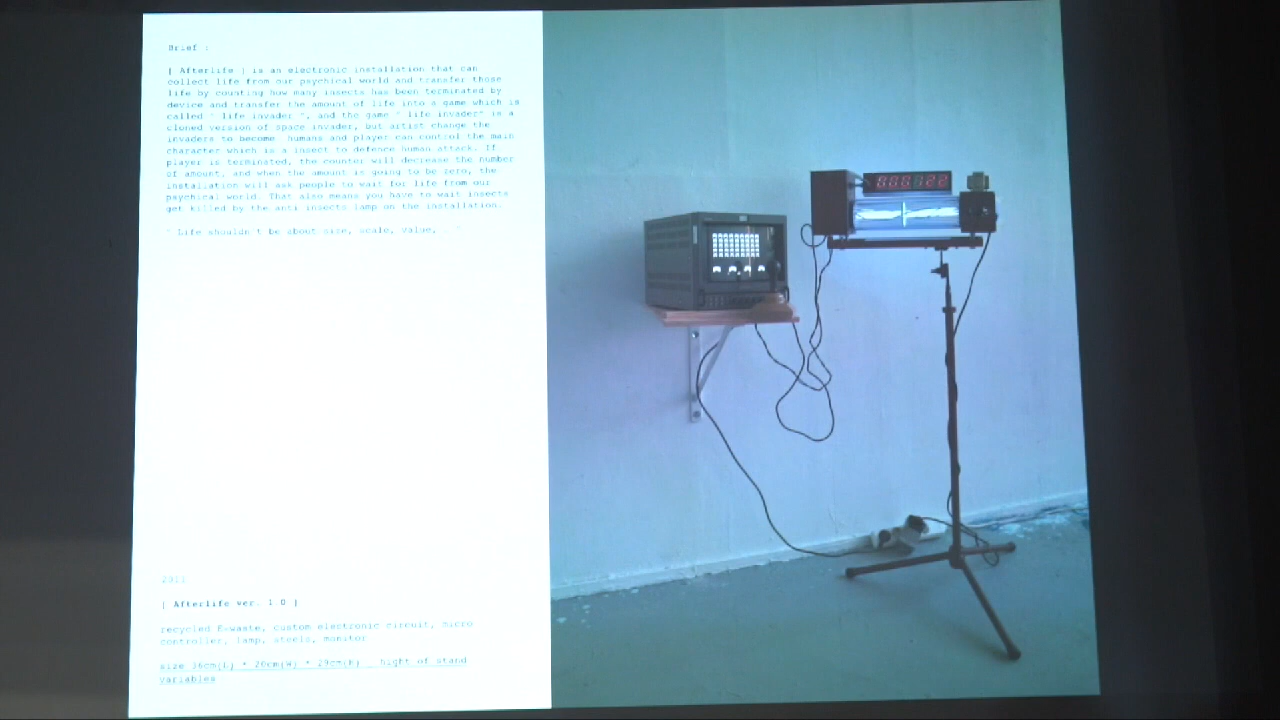 Brief :
[ Afterlife ] is an electronic installation that can
collect life from our psychical world and transfer those
life by counting how many insects has been terminated by
device and transfer the amount of life into a game which is
called " life invader ", and the game " life invader" is a
cloned version of space invader, but artist change the
invaders to become humans and player can control the main
character which is a insect to defence human attack. If
player is terminated, the counter will decrease the number
of amount, and when the amount is going to be zero, the
installation will ask people to wait for life from our
psychical world. That also means you have to wait insects
get killed by the anti insects lamp on the installation.
" Life shouldn't be about size, scale, value,
2011
[ Afterlife ver. 1.0 ]
recycled E-waste, custom electronic circuit, micro
controller, lamp, steels, monitor
size 36cm(L) * 20cm(W) * 29cm(H) hight of stand
variables
000122